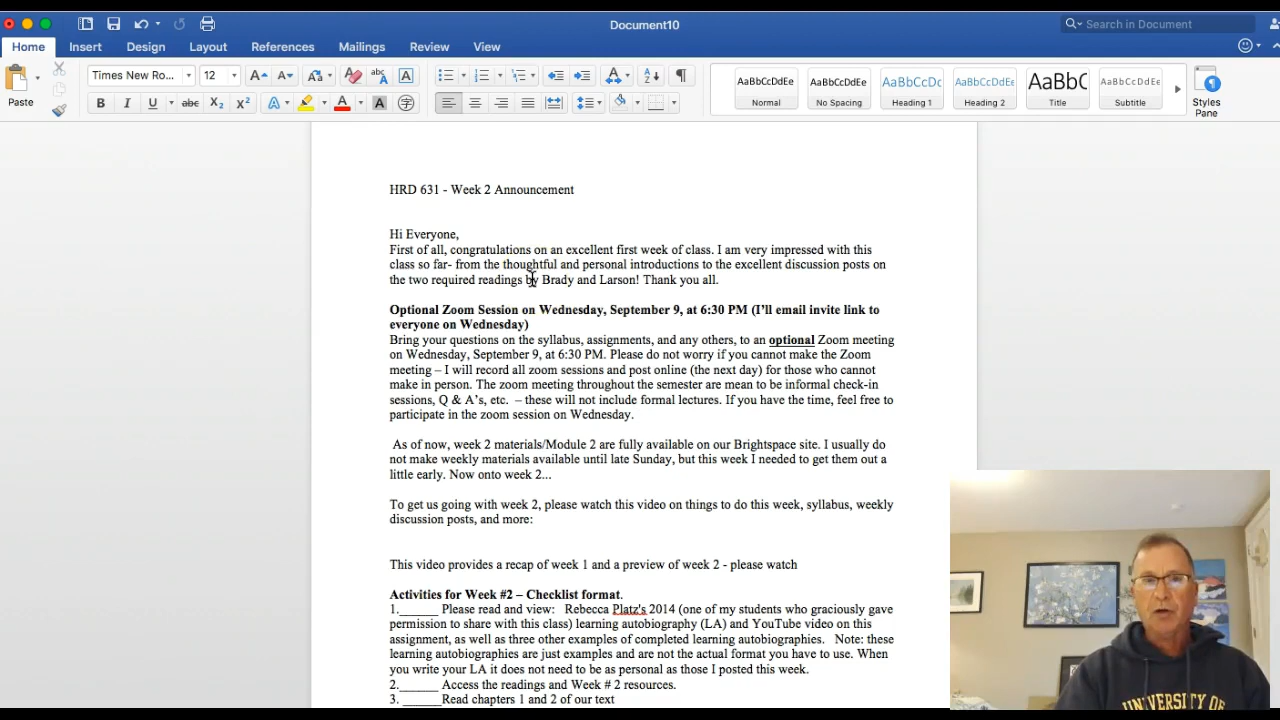 Document10
Search in Document
Home Insert Design Layout References Mailings Review View
Paste
Times New Ro... 12
AaBbCcDdEe AaBbCcDdEe AaBbCcDc AaBbCcDdEe AaBbC AaBbCcDdEe
Normal No Spacing Heading 1 Heading 2 Title Subtitle
Styles
Pane
HRD 631 - Week 2 Announcement
Hi Everyone,
First of all, congratulations on an excellent first week of class. I am very impressed with this
class so far- from the thoughtful and personal introductions to the excellent discussion posts on
the two required readings by Brady and Larson! Thank you all.
Optional Zoom Session on Wednesday, September 9, at 6:30 PM (I'll email invite link to
everyone on Wednesday)
Bring your questions on the syllabus, assignments, and any others, to an optional Zoom meeting
on Wednesday, September 9, at 6:30 PM. Please do not worry if you cannot make the Zoom
meeting – I will record all zoom sessions and post online (the next day) for those who cannot
make in person. The zoom meeting throughout the semester are mean to be informal check-in
sessions, Q & A's, etc. – these will not include formal lectures. If you have the time, feel free to
participate in the zoom session on Wednesday.
As of now, week 2 materials/Module 2 are fully available on our Brightspace site. I usually do
not make weekly materials available until late Sunday, but this week I needed to get them out a
little early. Now onto week 2...
To get us going with week 2, please watch this video on things to do this week, syllabus, weekly
discussion posts, and more:
This video provides a recap of week 1 and a preview of week 2 - please watch
Activities for Week #2 – Checklist format.
1.______ Please read and view: Rebecca Platz's 2014 (one of my students who graciously gave
permission to share with this class) learning autobiography (LA) and YouTube video on this
assignment, as well as three other examples of completed learning autobiographies. Note: these
learning autobiographies are just examples and are not the actual format you have to use. When
you write your LA it does not need to be as personal as those I posted this week.
2.______ Access the readings and Week # 2 resources.
3. ______Read chapters 1 and 2 of our text
UNIVERSITY OF